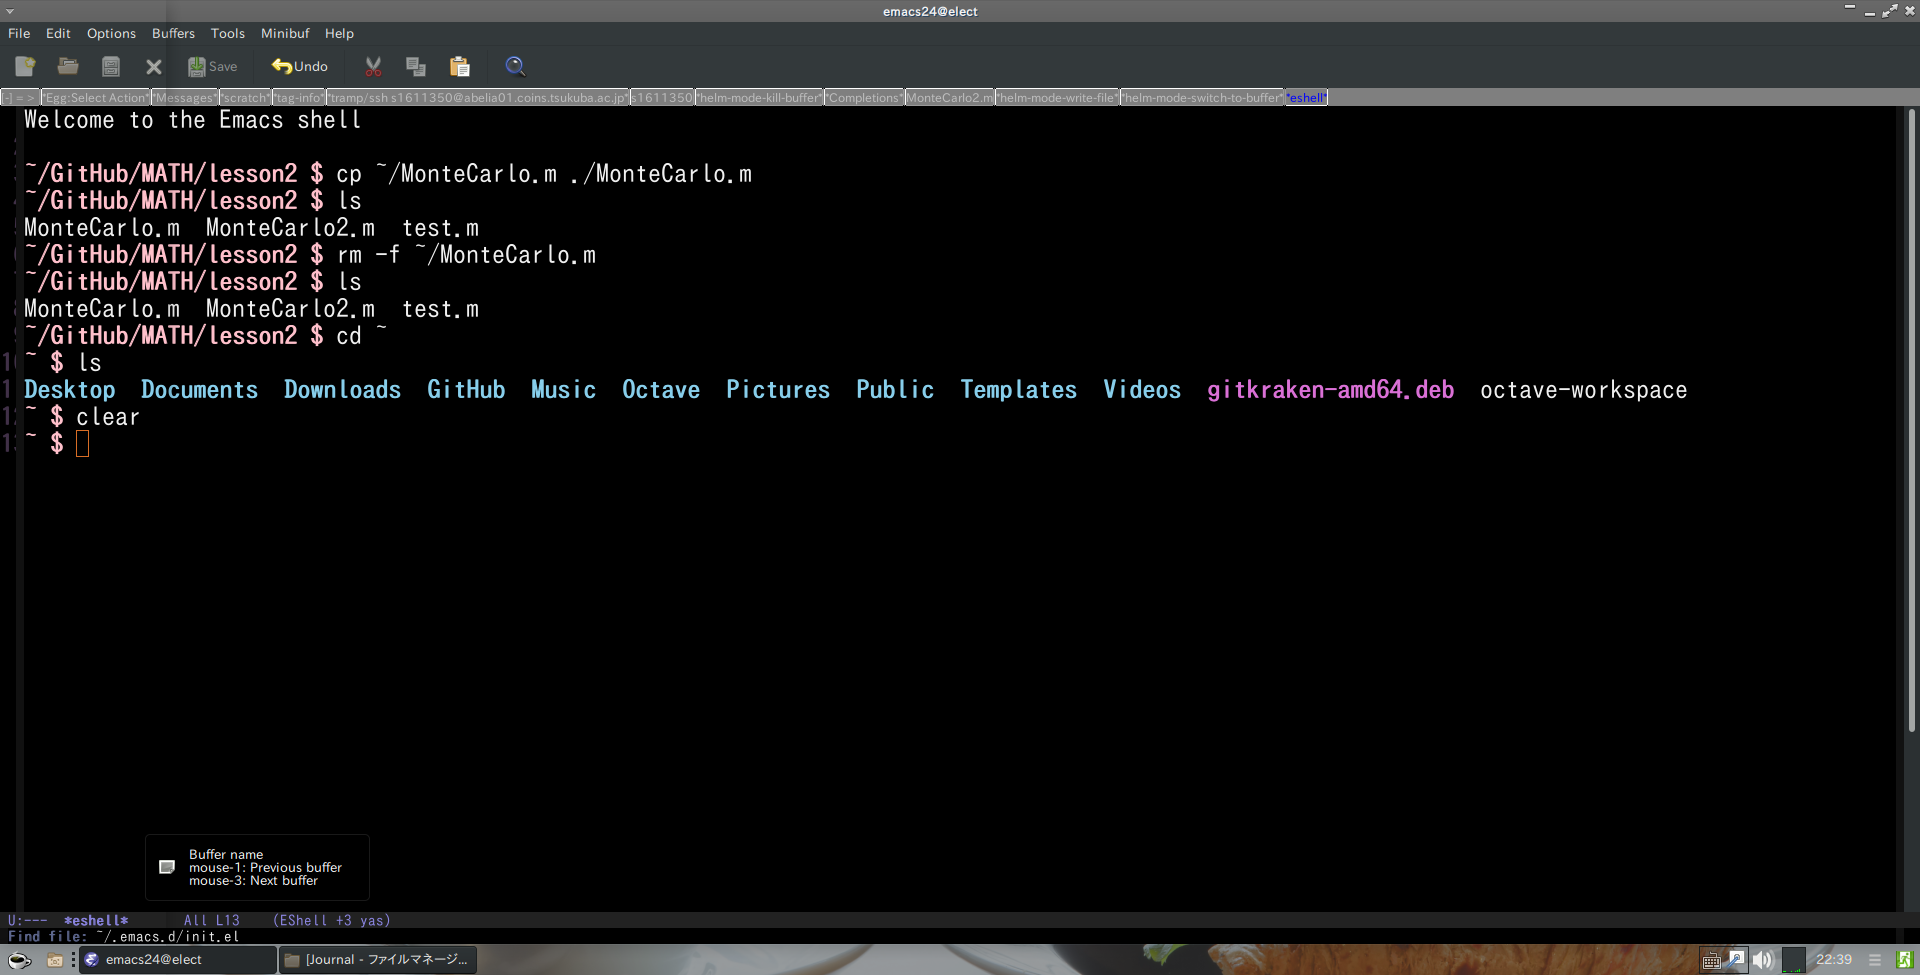 emacs24@elect
File Edit Options Buffers Tools Minibuf Help
Save Undo
[-] = > *Egg:Select Action* *Messages* *scratch* *tag-info* *tramp/ssh s1611350@abelia01.coins.tsukuba.ac.jp* s1611350 *helm-mode-kill-buffer* *Completions* MonteCarlo2.m *helm-mode-write-file* *helm-mode-switch-to-buffer* *eshell*
Welcome to the Emacs shell
~/GitHub/MATH/lesson2 $ cp ~/MonteCarlo.m ./MonteCarlo.m
~/GitHub/MATH/lesson2 $ ls
MonteCarlo.m MonteCarlo2.m test.m
~/GitHub/MATH/lesson2 $ rm -f ~/MonteCarlo.m
~/GitHub/MATH/lesson2 $ ls
MonteCarlo.m MonteCarlo2.m test.m
~/GitHub/MATH/lesson2 $ cd ~
~ $ ls
Desktop Documents Downloads GitHub Music Octave Pictures Public Templates Videos gitkraken-amd64.deb octave-workspace
~ $ clear
~ $
Buffer name
mouse-1: Previous buffer
mouse-3: Next buffer
U:--- *eshell* All L13 (EShell +3 yas)
Find file: ~/.emacs.d/init.el
emacs24@elect [Journal - ファイルマネージ... 22:39